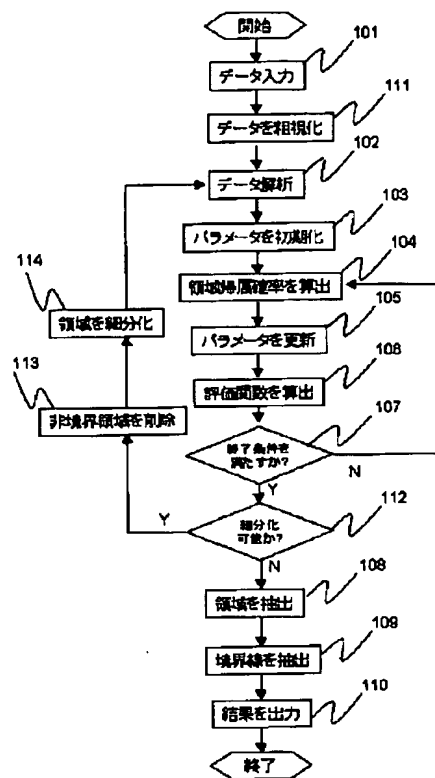 開始
101
データ入力
111
データを粗視化
102
データ解析
103
パラメータを初期化
104
領域帰属確率を算出
105
パラメータを更新
108
評価関数を算出
107
終了条件を
満たすか?
N
Y
112
細分化
可能か?
Y
N
114
領域を細分化
113
非境界領域を削除
108
領域を抽出
109
境界線を抽出
110
結果を出力
終了